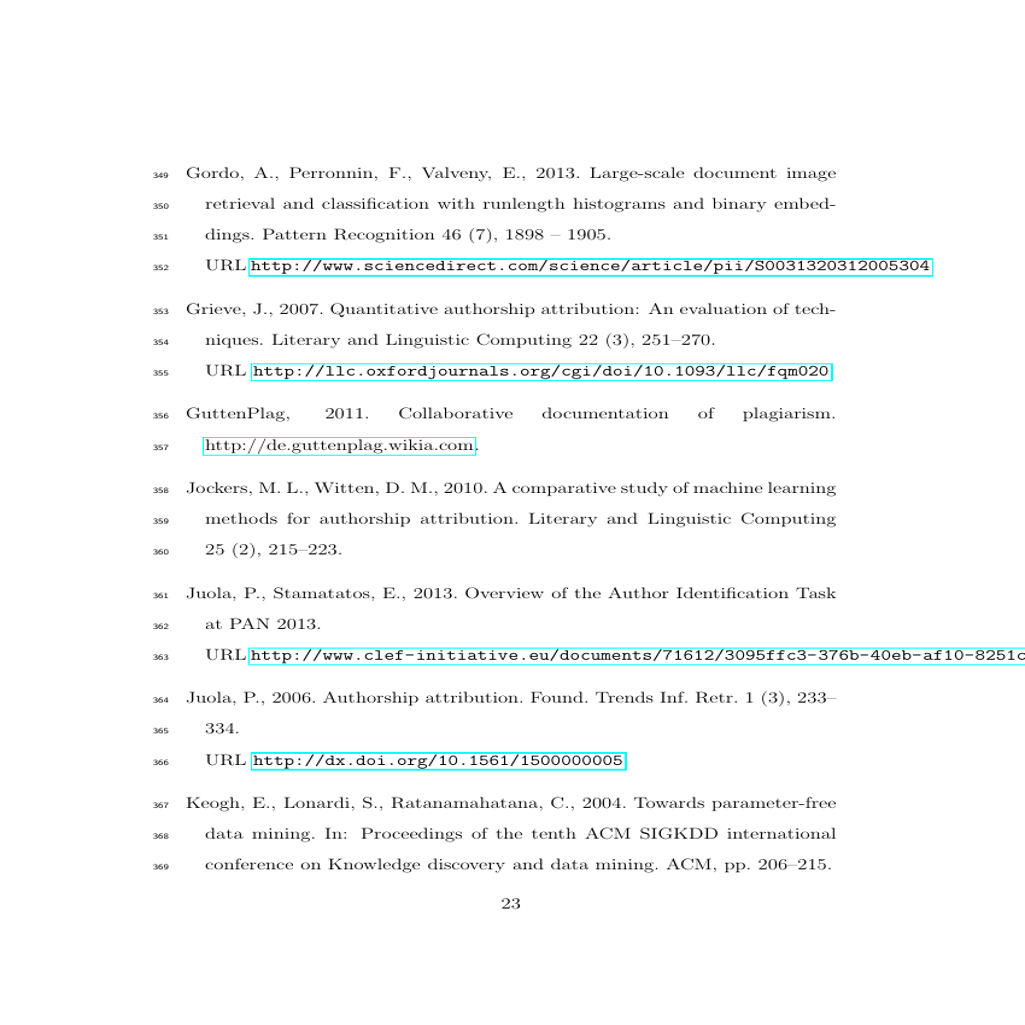 349 Gordo, A., Perronnin, F., Valveny, E., 2013. Large-scale document image
350 retrieval and classification with runlength histograms and binary embed-
351 dings. Pattern Recognition 46 (7), 1898 – 1905.
352 URL http://www.sciencedirect.com/science/article/pii/S0031320312005304
353 Grieve, J., 2007. Quantitative authorship attribution: An evaluation of tech-
354 niques. Literary and Linguistic Computing 22 (3), 251–270.
355 URL http://llc.oxfordjournals.org/cgi/doi/10.1093/llc/fqm020
356 GuttenPlag, 2011. Collaborative documentation of plagiarism.
357 http://de.guttenplag.wikia.com.
358 Jockers, M. L., Witten, D. M., 2010. A comparative study of machine learning
359 methods for authorship attribution. Literary and Linguistic Computing
360 25 (2), 215–223.
361 Juola, P., Stamatatos, E., 2013. Overview of the Author Identification Task
362 at PAN 2013.
363 URL http://www.clef-initiative.eu/documents/71612/3095ffc3-376b-40eb-af10-8251c
364 Juola, P., 2006. Authorship attribution. Found. Trends Inf. Retr. 1 (3), 233–
365 334.
366 URL http://dx.doi.org/10.1561/1500000005
367 Keogh, E., Lonardi, S., Ratanamahatana, C., 2004. Towards parameter-free
368 data mining. In: Proceedings of the tenth ACM SIGKDD international
369 conference on Knowledge discovery and data mining. ACM, pp. 206–215.
23